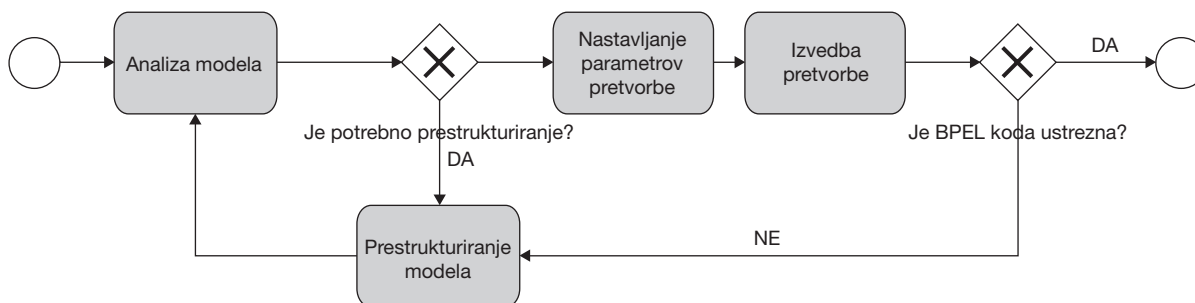 Analiza modela
Nastavljanje
parametrov
pretvorbe
Izvedba
pretvorbe
DA
Je potrebno prestrukturiranje?
Je BPEL koda ustrezna?
DA
NE
Prestrukturiranje
modela